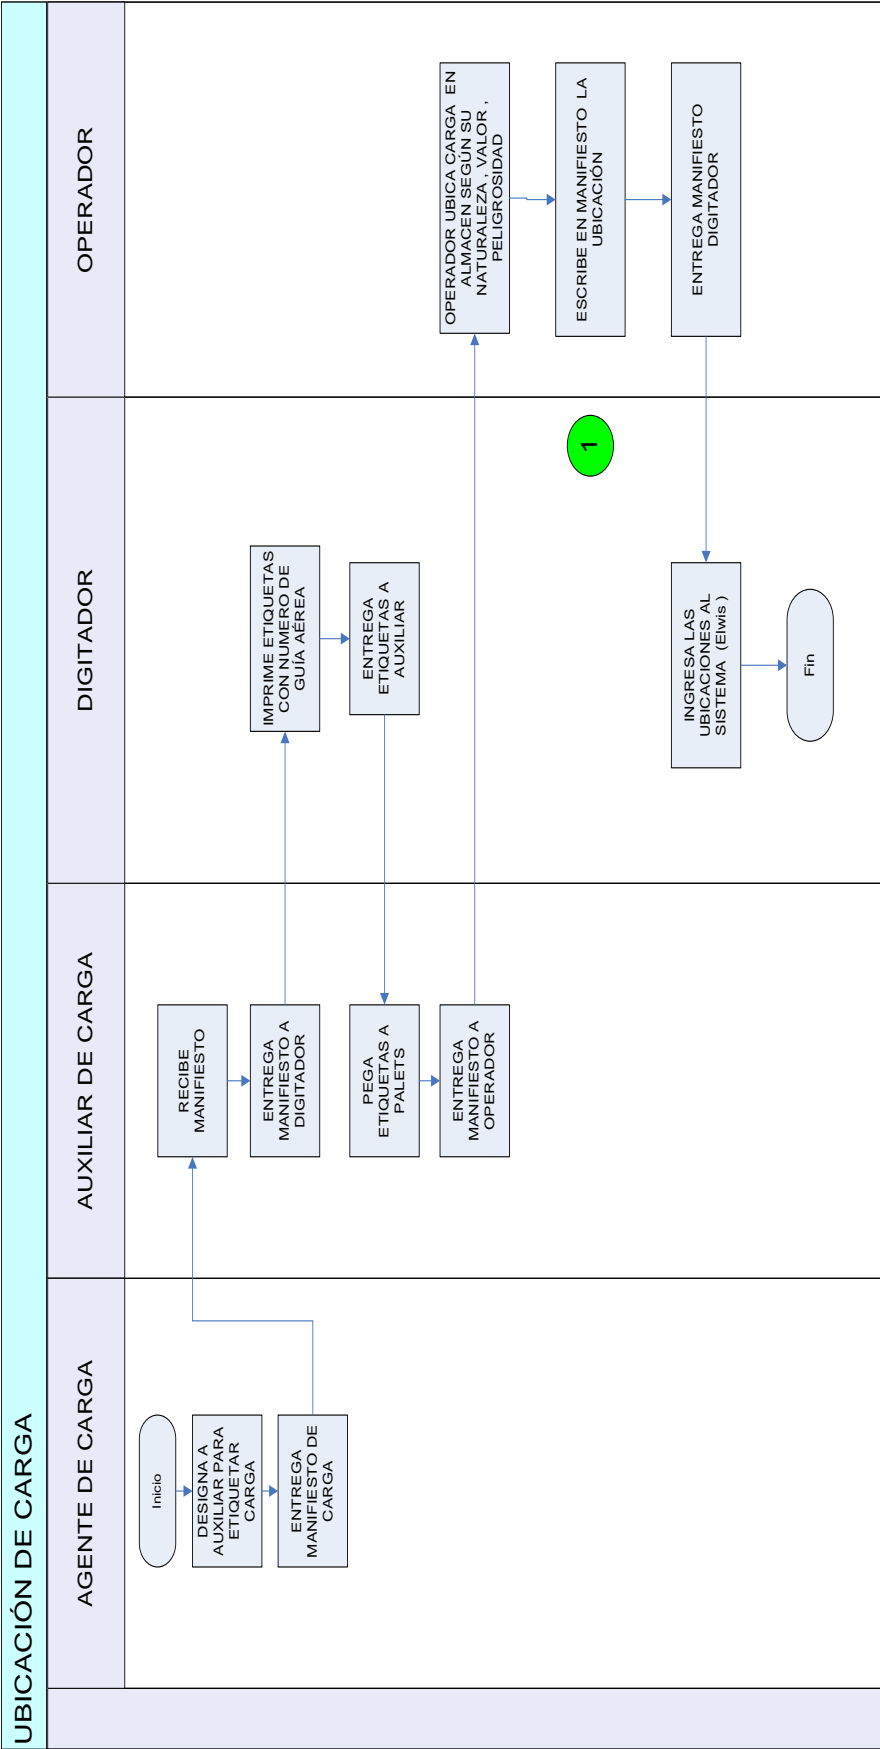 UBICACIÓN DE CARGA
AGENTE DE CARGA
AUXILIAR DE CARGA
DIGITADOR
OPERADOR
Inicio
DESIGNA A
AUXILIAR PARA
ETIQUETAR
CARGA
ENTREGA
MANIFIESTO DE
CARGA
RECIBE
MANIFIESTO
ENTREGA
MANIFIESTO A
DIGITADOR
IMPRIME ETIQUETAS
CON NUMERO DE
GUÍA AÉREA
ENTREGA
ETIQUETAS A
AUXILIAR
PEGA
ETIQUETAS A
PALETS
ENTREGA
MANIFIESTO A
OPERADOR
OPERADOR UBICA CARGA EN
ALMACEN SEGÚN SU
NATURALEZA , VALOR ,
PELIGROSIDAD
ESCRIBE EN MANIFIESTO LA
UBICACIÓN
1
ENTREGA MANIFIESTO
DIGITADOR
INGRESA LAS
UBICACIONES AL
SISTEMA (Elwis )
Fin